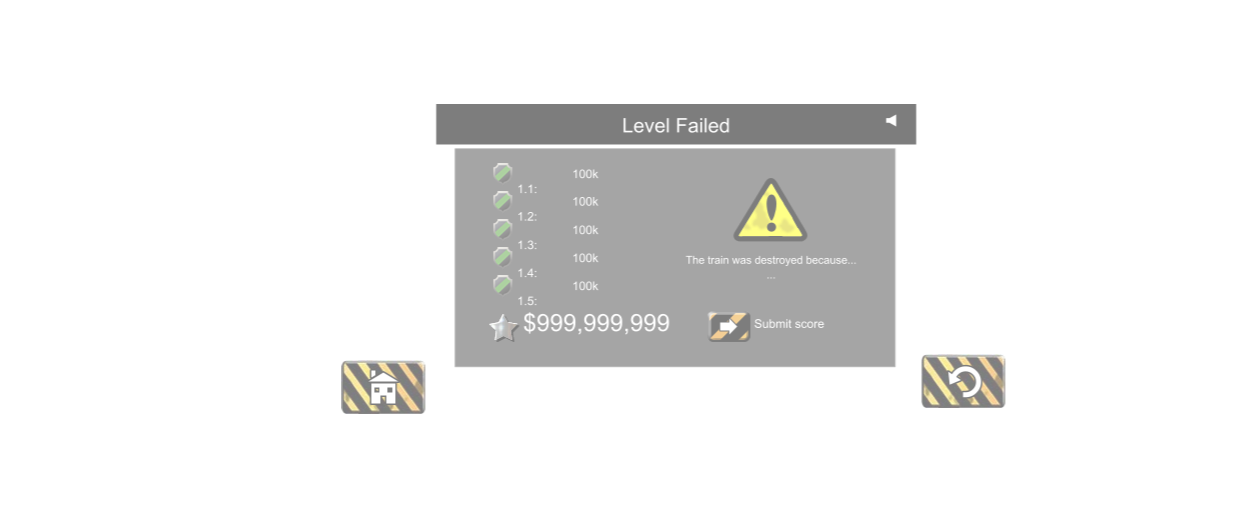 Level Failed
100k
1.1:
100k
1.2:
100k
1.3:
100k
1.4:
100k
1.5:
$999,999,999
The train was destroyed because...
...
Submit score